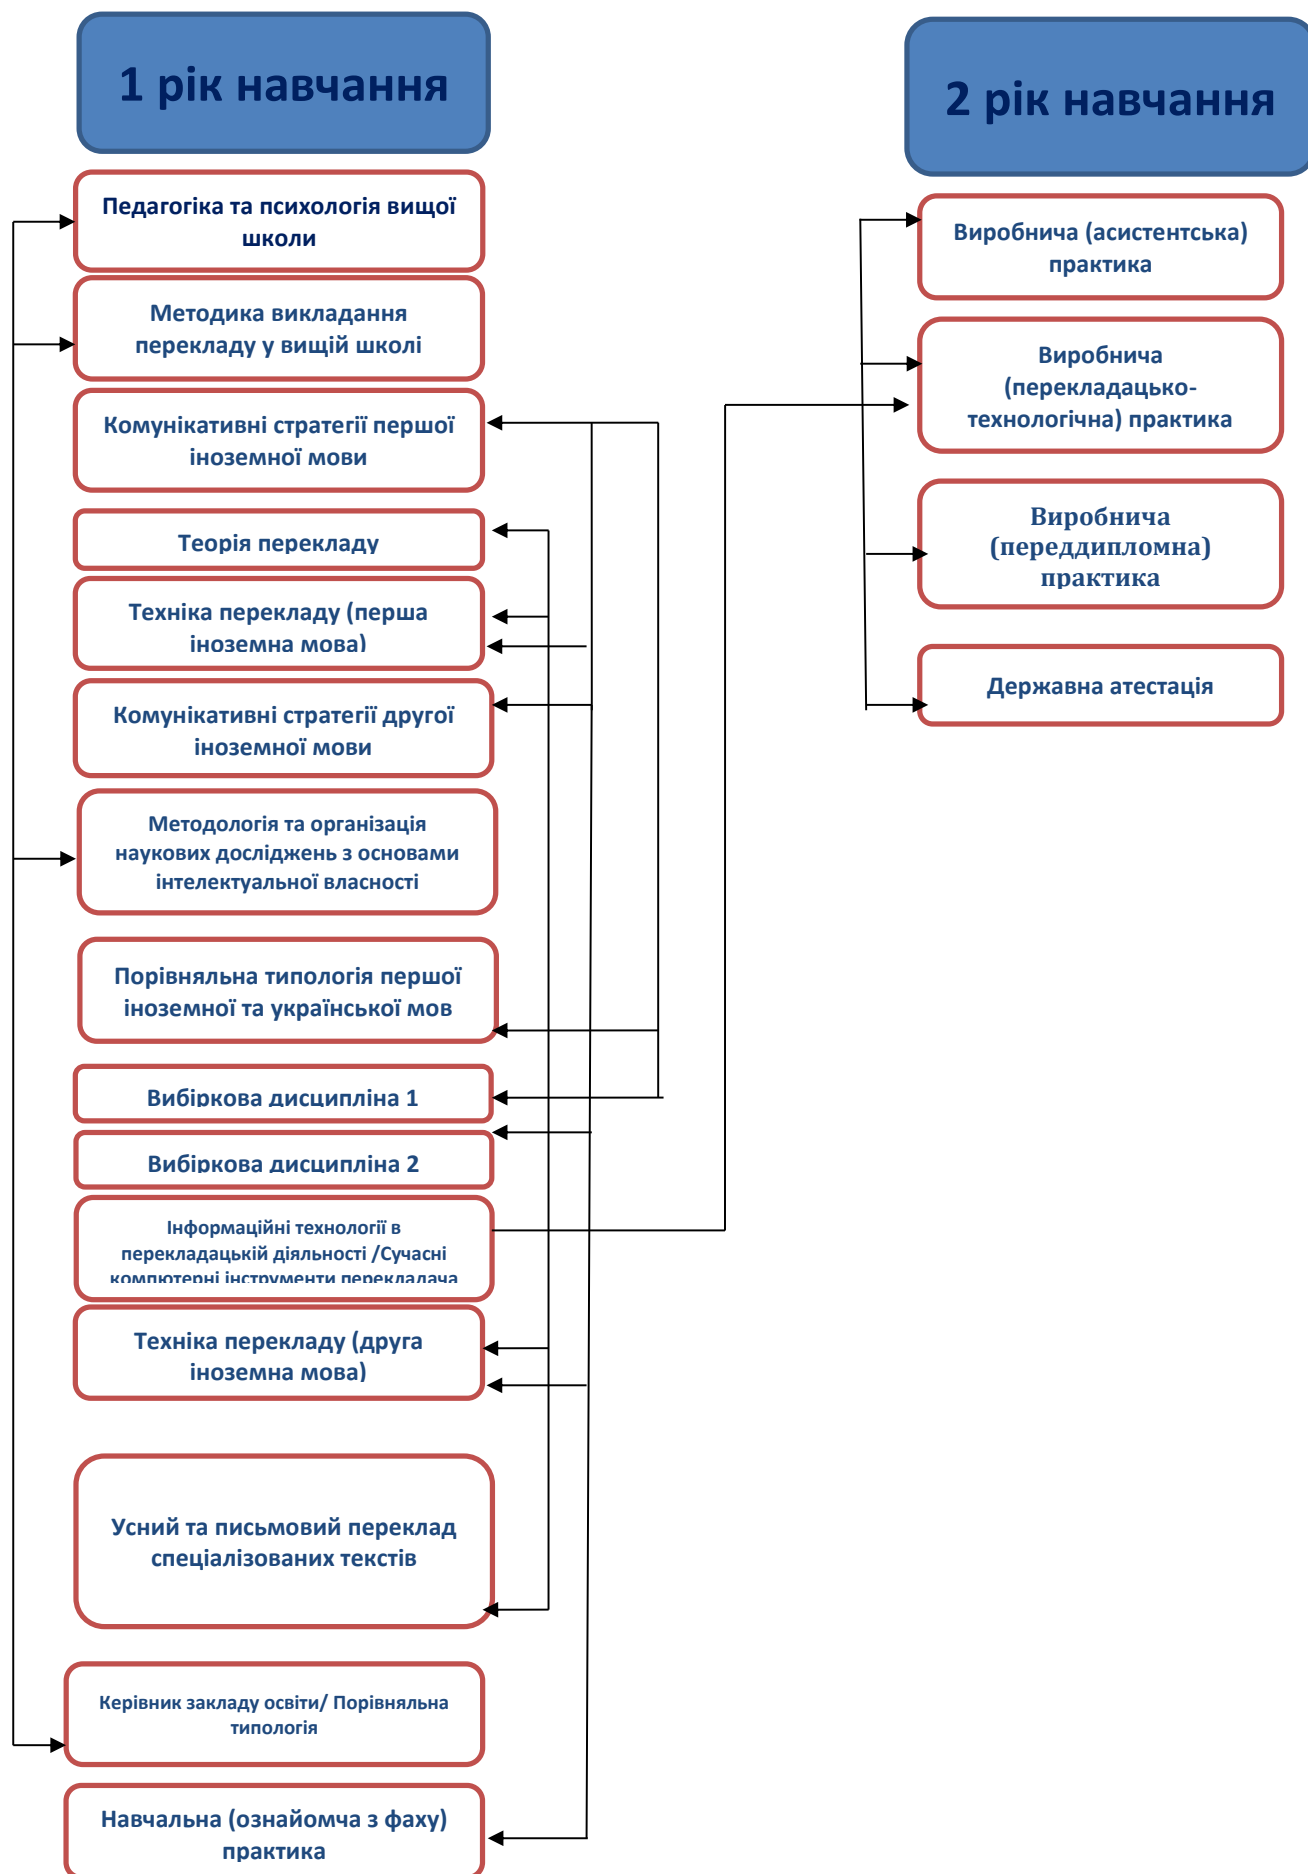 1 рік навчання
Педагогіка та психологія вищої
школи
Методика викладання
перекладу у вищій школі
Комунікативні стратегії першої
іноземної мови
Теорія перекладу
Техніка перекладу (перша
іноземна мова)
Комунікативні стратегії другої
іноземної мови
Методологія та організація
наукових досліджень з основами
інтелектуальної власності
Порівняльна типологія першої
іноземної та української мов
Вибіркова дисципліна 1
Вибіркова дисципліна 2
Інформаційні технології в
перекладацькій діяльності /Сучасні
компютерні інструменти перекладача
Техніка перекладу (друга
іноземна мова)
Усний та письмовий переклад
спеціалізованих текстів
Керівник закладу освіти/ Порівняльна
типологія
Навчальна (ознайомча з фаху)
практика
2 рік навчання
Виробнича (асистентська)
практика
Виробнича
(перекладацько-
технологічна) практика
Виробнича
(переддипломна)
практика
Державна атестація